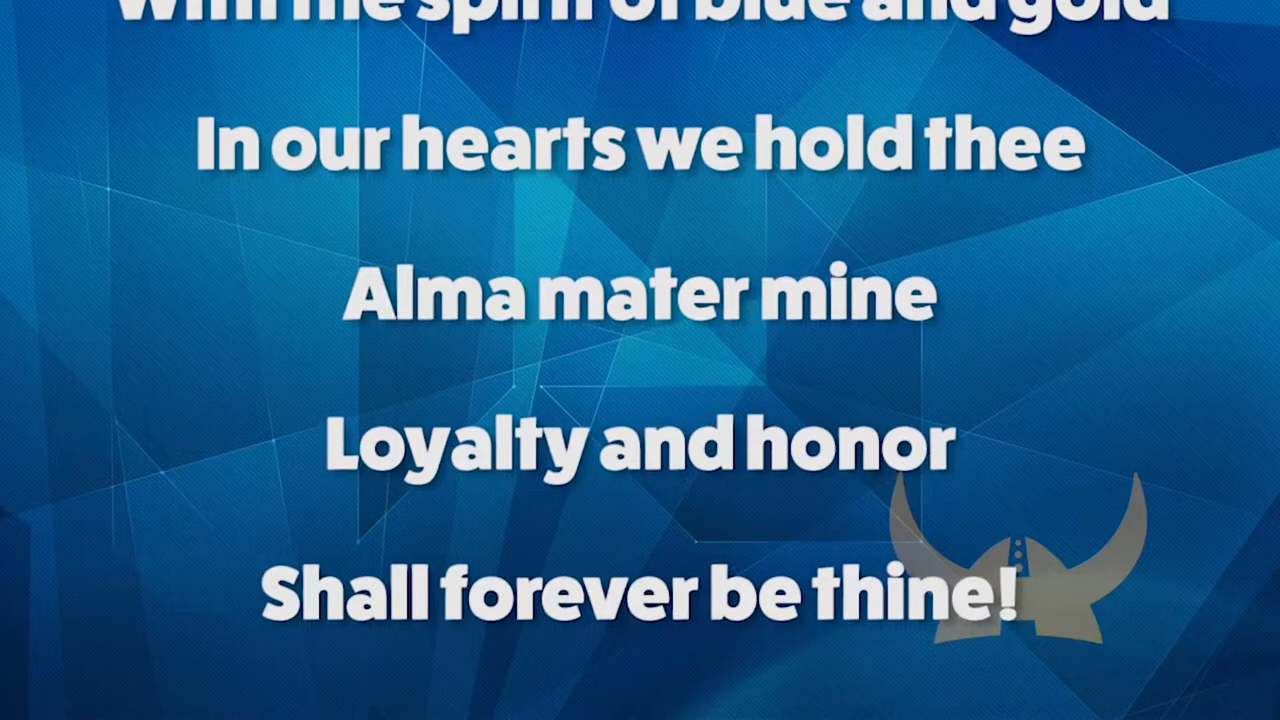 With the spirit of blue and gold
In our hearts we hold thee
Alma mater mine
Loyalty and honor
Shall forever be thine!